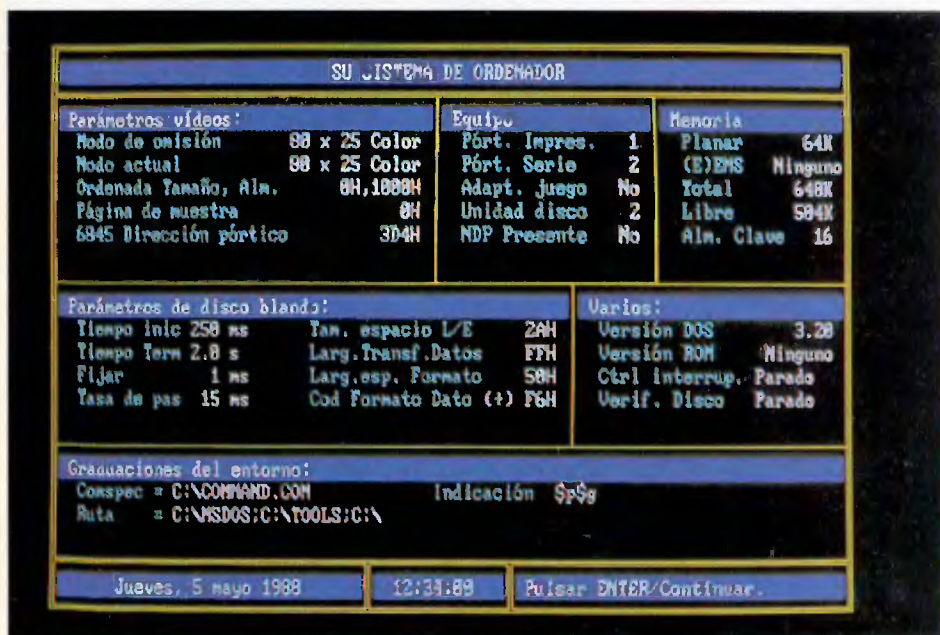 SU SISTEMA DE ORDENADOR
Parámetros vídeos:
Modo de omisión 80 x 25 Color
Modo actual 80 x 25 Color
Ordenada Tamaño, Alm. 0H,1000H
Página de muestra 0H
6845 Dirección pórtico 3D4H
Equipo
Pórt. Impres. 1
Pórt. Serie 2
Adapt. juego No
Unidad disco 2
NDP Presente No
Memoria
Planar 64K
(E)EMS Ninguno
Total 640K
Libre 504K
Alm. Clave 16
Parámetros de disco blando:
Tiempo inic 250 ms
Tiempo Term 2.0 s
Fijar 1 ms
Tasa de pas 15 ms
Tam. espacio L/E 2AH
Larg.Transf.Datos FFH
Larg.esp. Formato 50H
Cod Formato Dato (+) F6H
Varios:
Versión DOS 3.20
Versión ROM Ninguno
Ctrl interrup. Parado
Verif. Disco Parado
Graduaciones del entorno:
Comspec = C:\COMMAND.COM Indicación $p$g
Ruta = C:\MSDOS;C:\TOOLS;C:\
Jueves, 5 mayo 1988
Pulsar ENTER/Continuar.